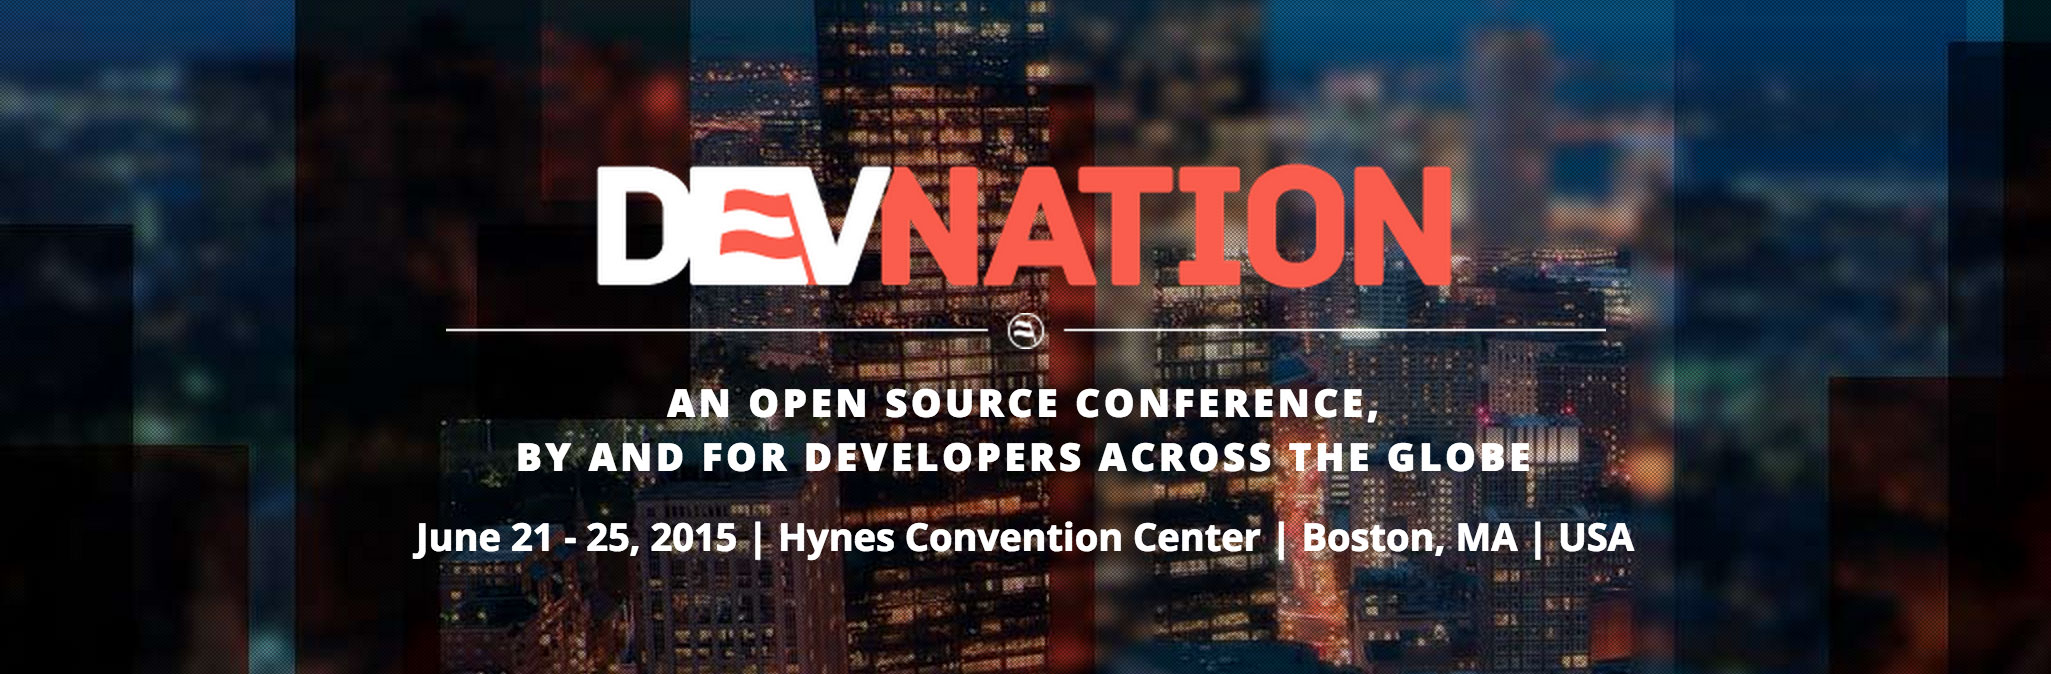 DEVNATION
AN OPEN SOURCE CONFERENCE,
BY AND FOR DEVELOPERS ACROSS THE GLOBE
June 21 - 25, 2015 | Hynes Convention Center | Boston, MA | USA